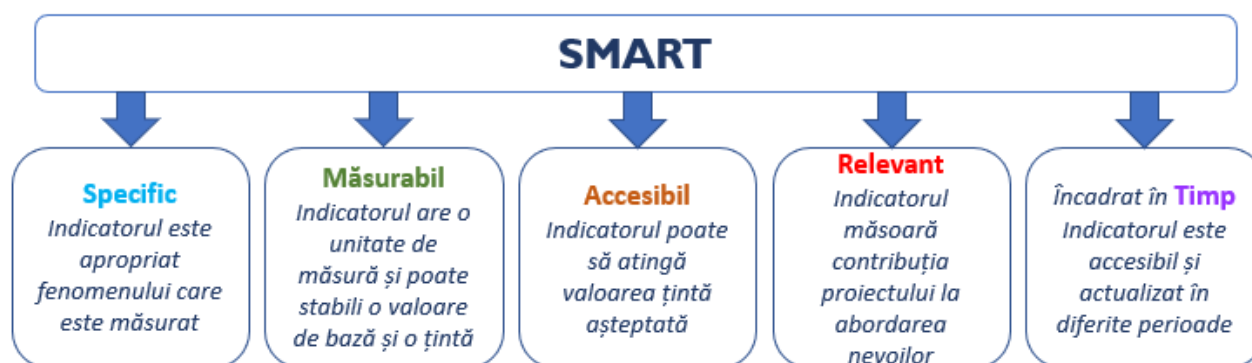 SMART
Specific
Indicatorul este
apropriat
fenomenului care
este măsurat
Măsurabil
Indicatorul are o
unitate de
măsură și poate
stabili o valoare
de bază și o țintă
Accesibil
Indicatorul poate
să atingă
valoarea țintă
așteptată
Relevant
Indicatorul
măsoară
contribuția
proiectului la
abordarea
nevoilor
Încadrat în Timp
Indicatorul este
accesibil și
actualizat în
diferite perioade